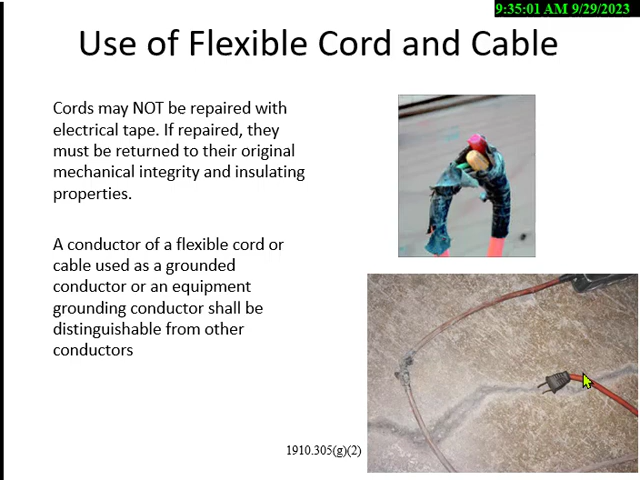 9:35:01 AM 9/29/2023
Use of Flexible Cord and Cable
Cords may NOT be repaired with
electrical tape. If repaired, they
must be returned to their original
mechanical integrity and insulating
properties.
A conductor of a flexible cord or
cable used as a grounded
conductor or an equipment
grounding conductor shall be
distinguishable from other
conductors
1910.305(g)(2)